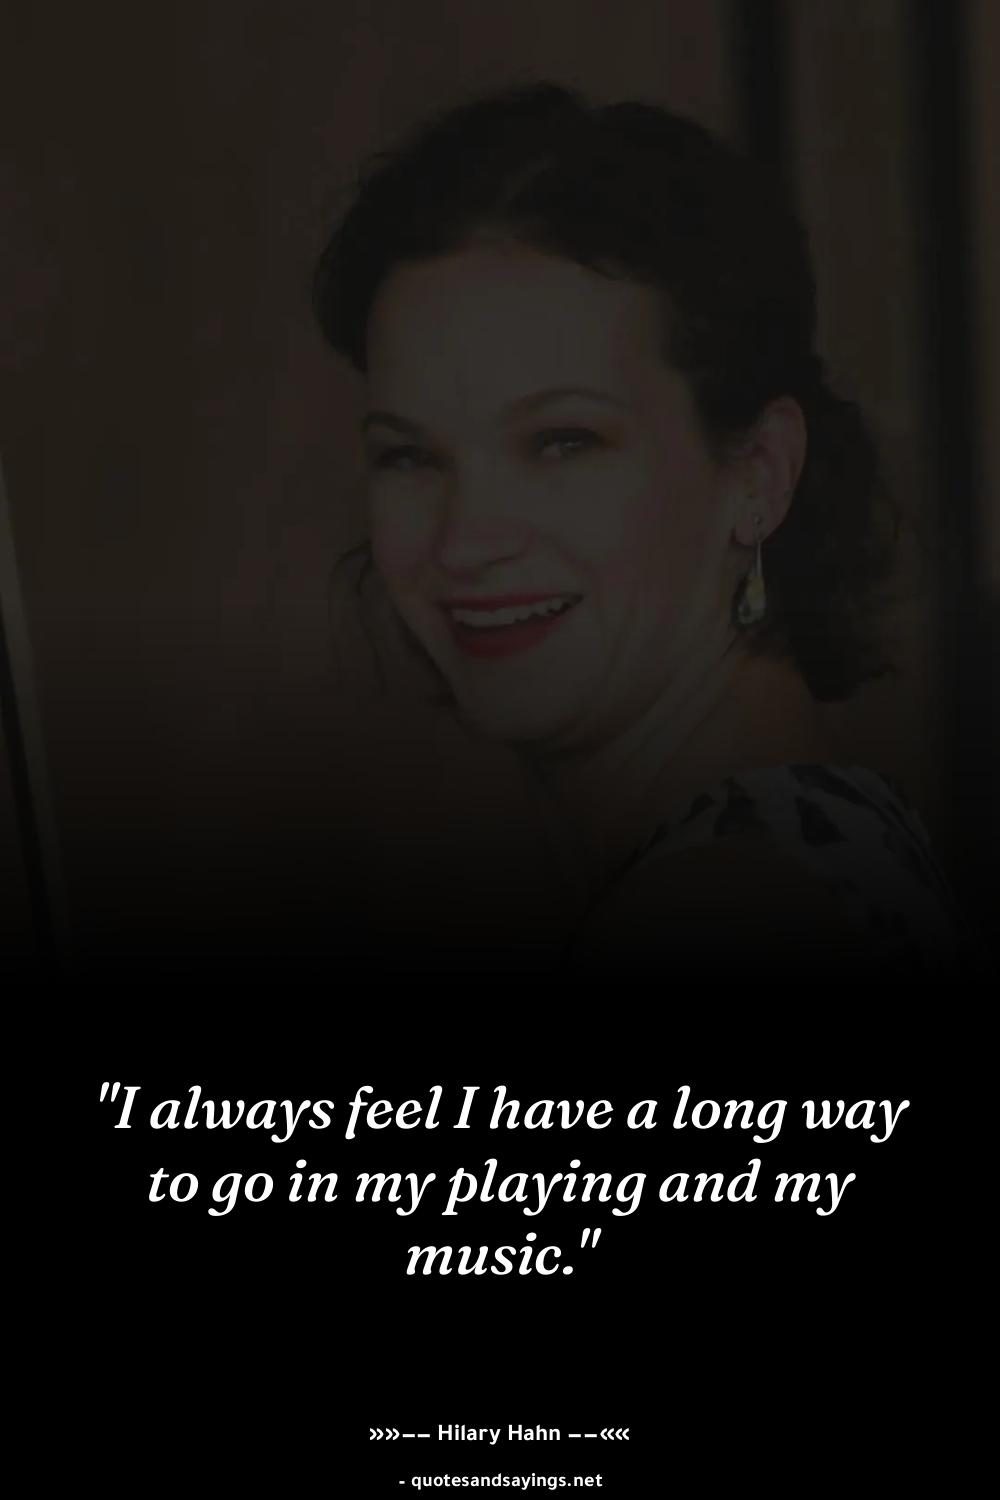 "I always feel I have a long way
to go in my playing and my
music."
»»–– Hilary Hahn ––««
- quotesandsayings.net